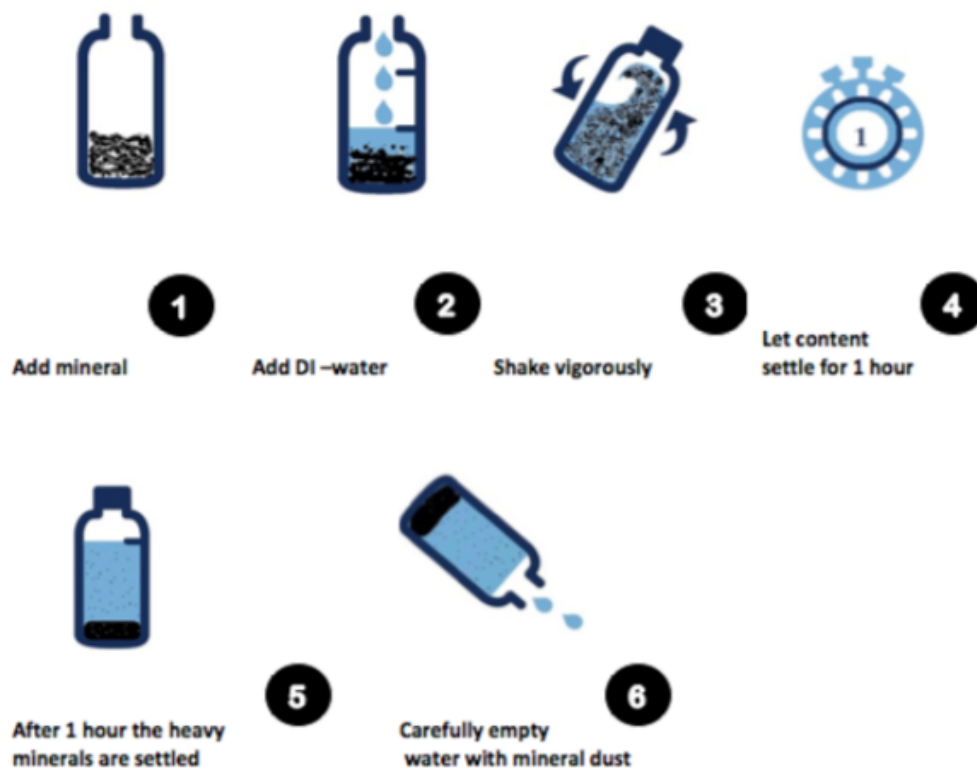 1
1
2
3
4
Add mineral
Add DI –water
Shake vigorously
Let content
settle for 1 hour
5
6
After 1 hour the heavy
minerals are settled
Carefully empty
water with mineral dust